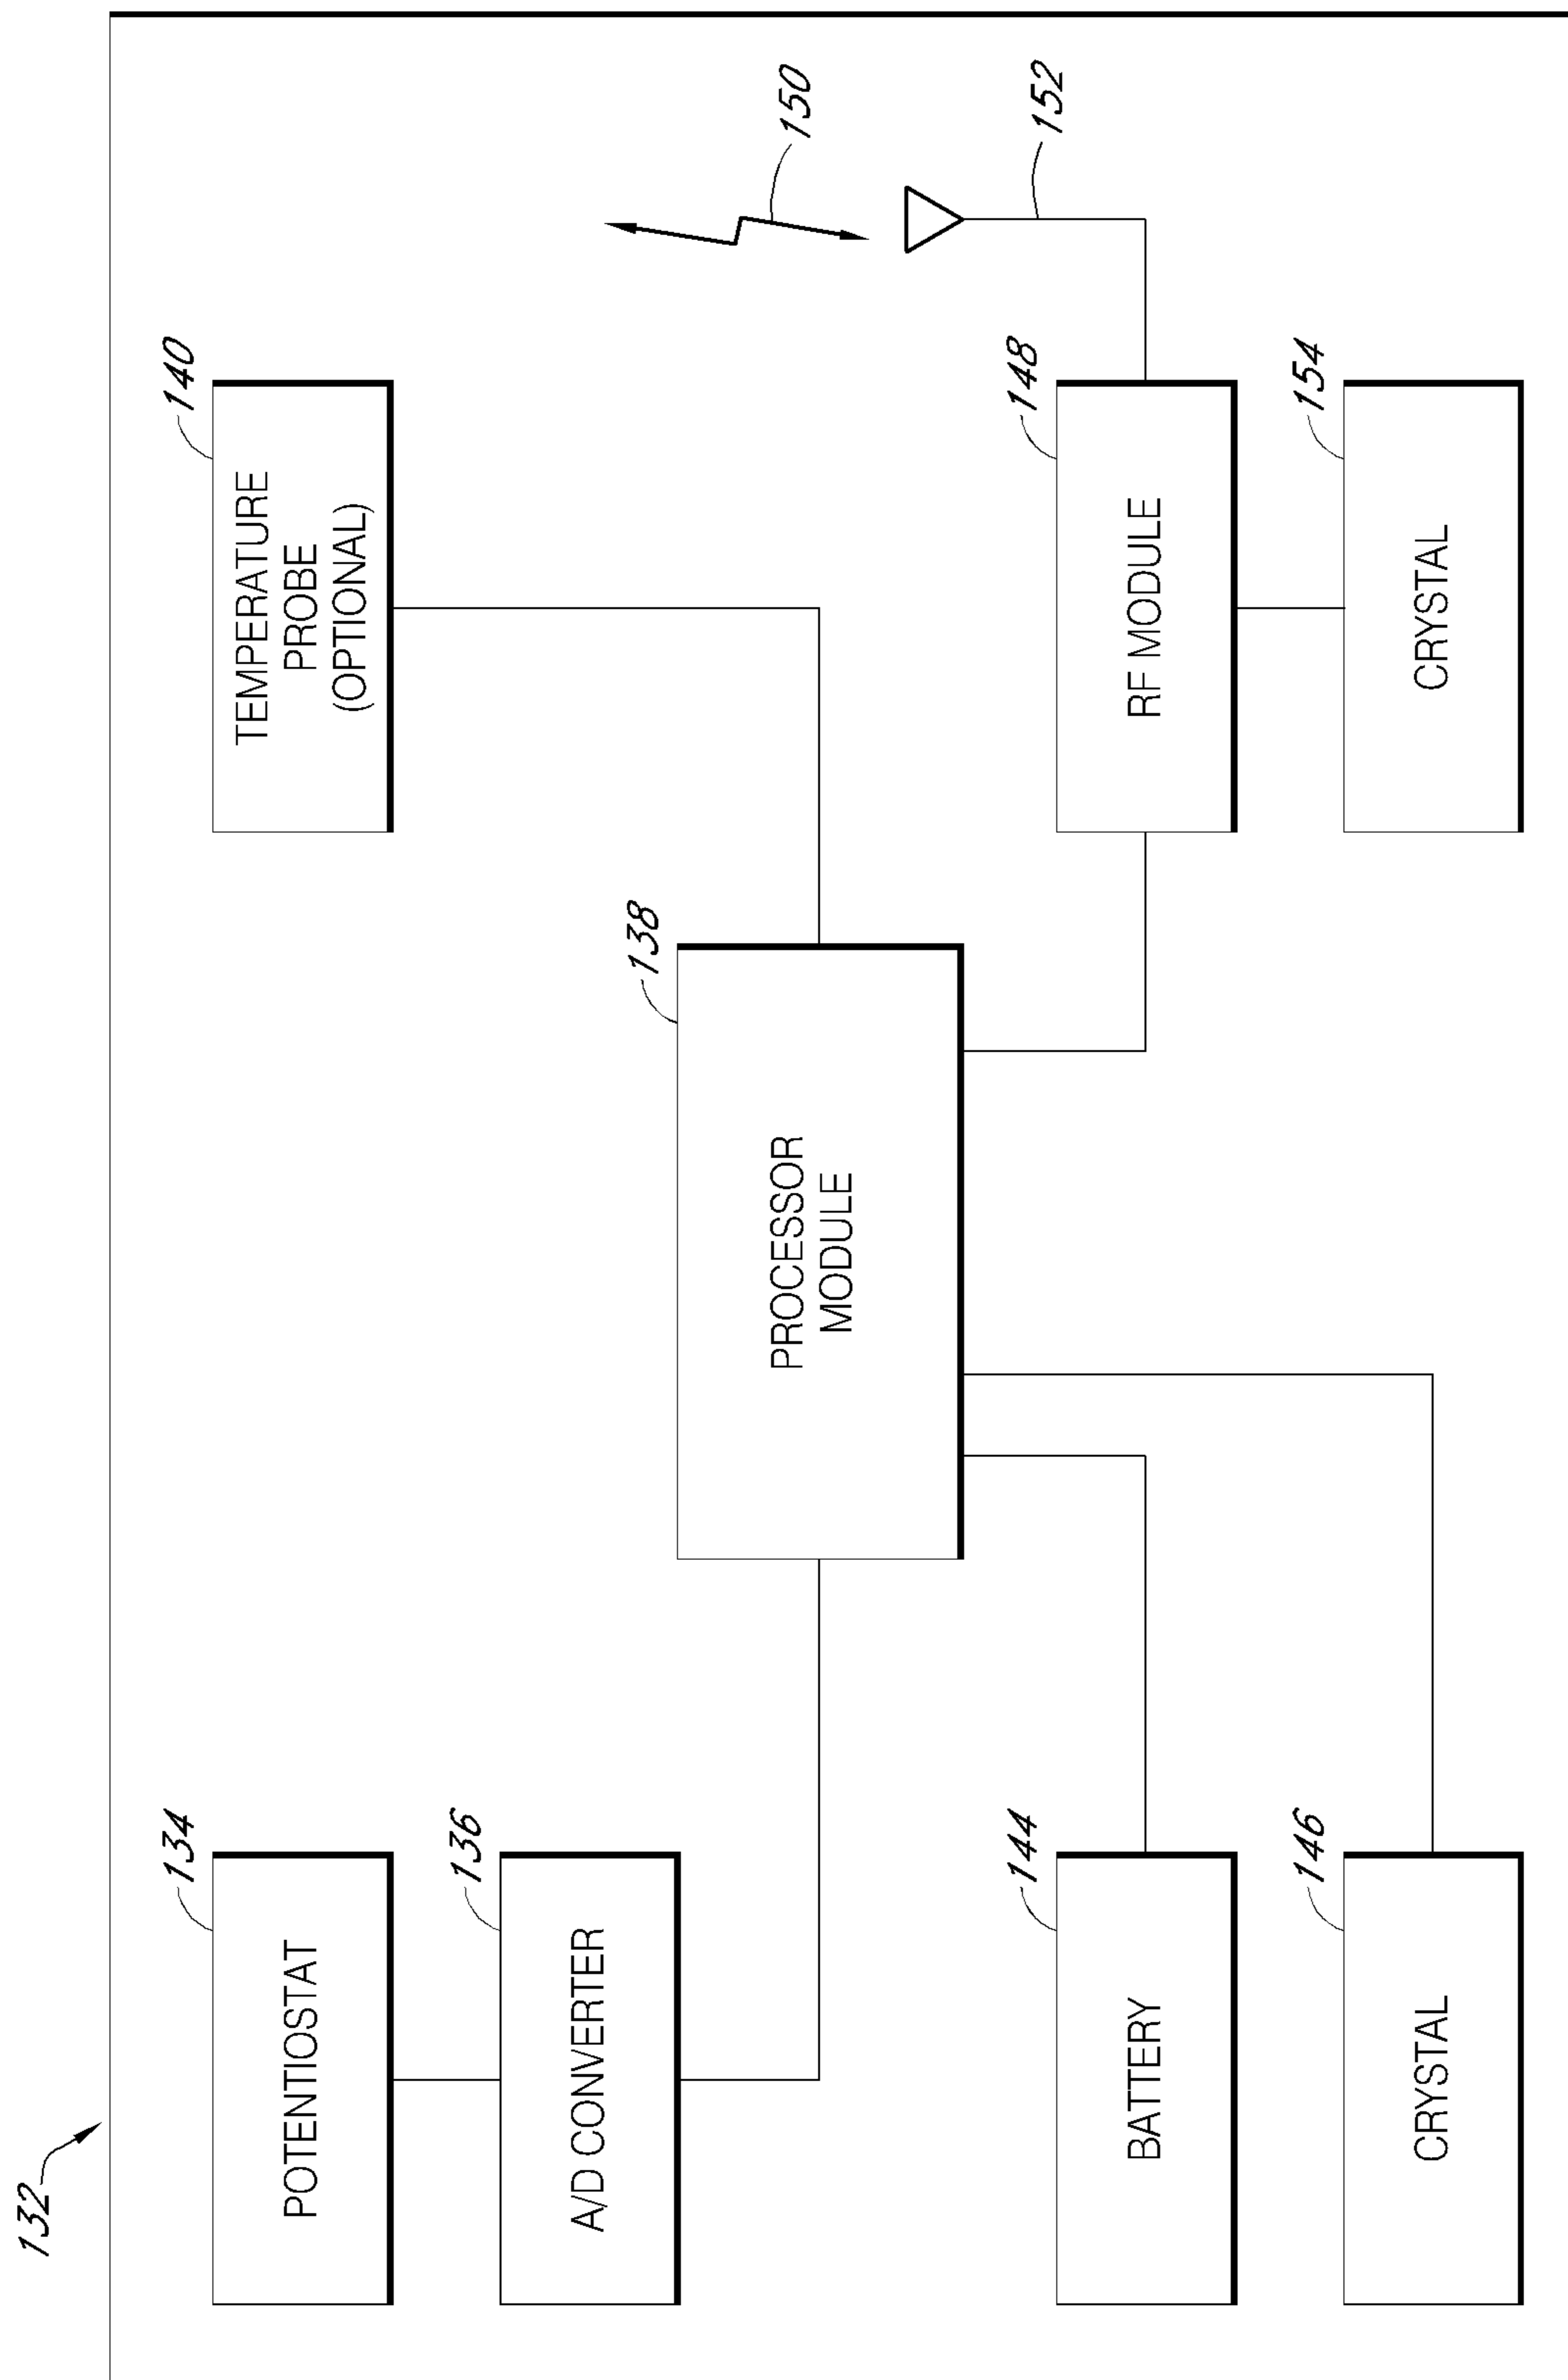 132
134
POTENTIOSTAT
136
A/D CONVERTER
138
PROCESSOR
MODULE
140
TEMPERATURE
PROBE
(OPTIONAL)
144
BATTERY
146
CRYSTAL
148
RF MODULE
150
152
154
CRYSTAL